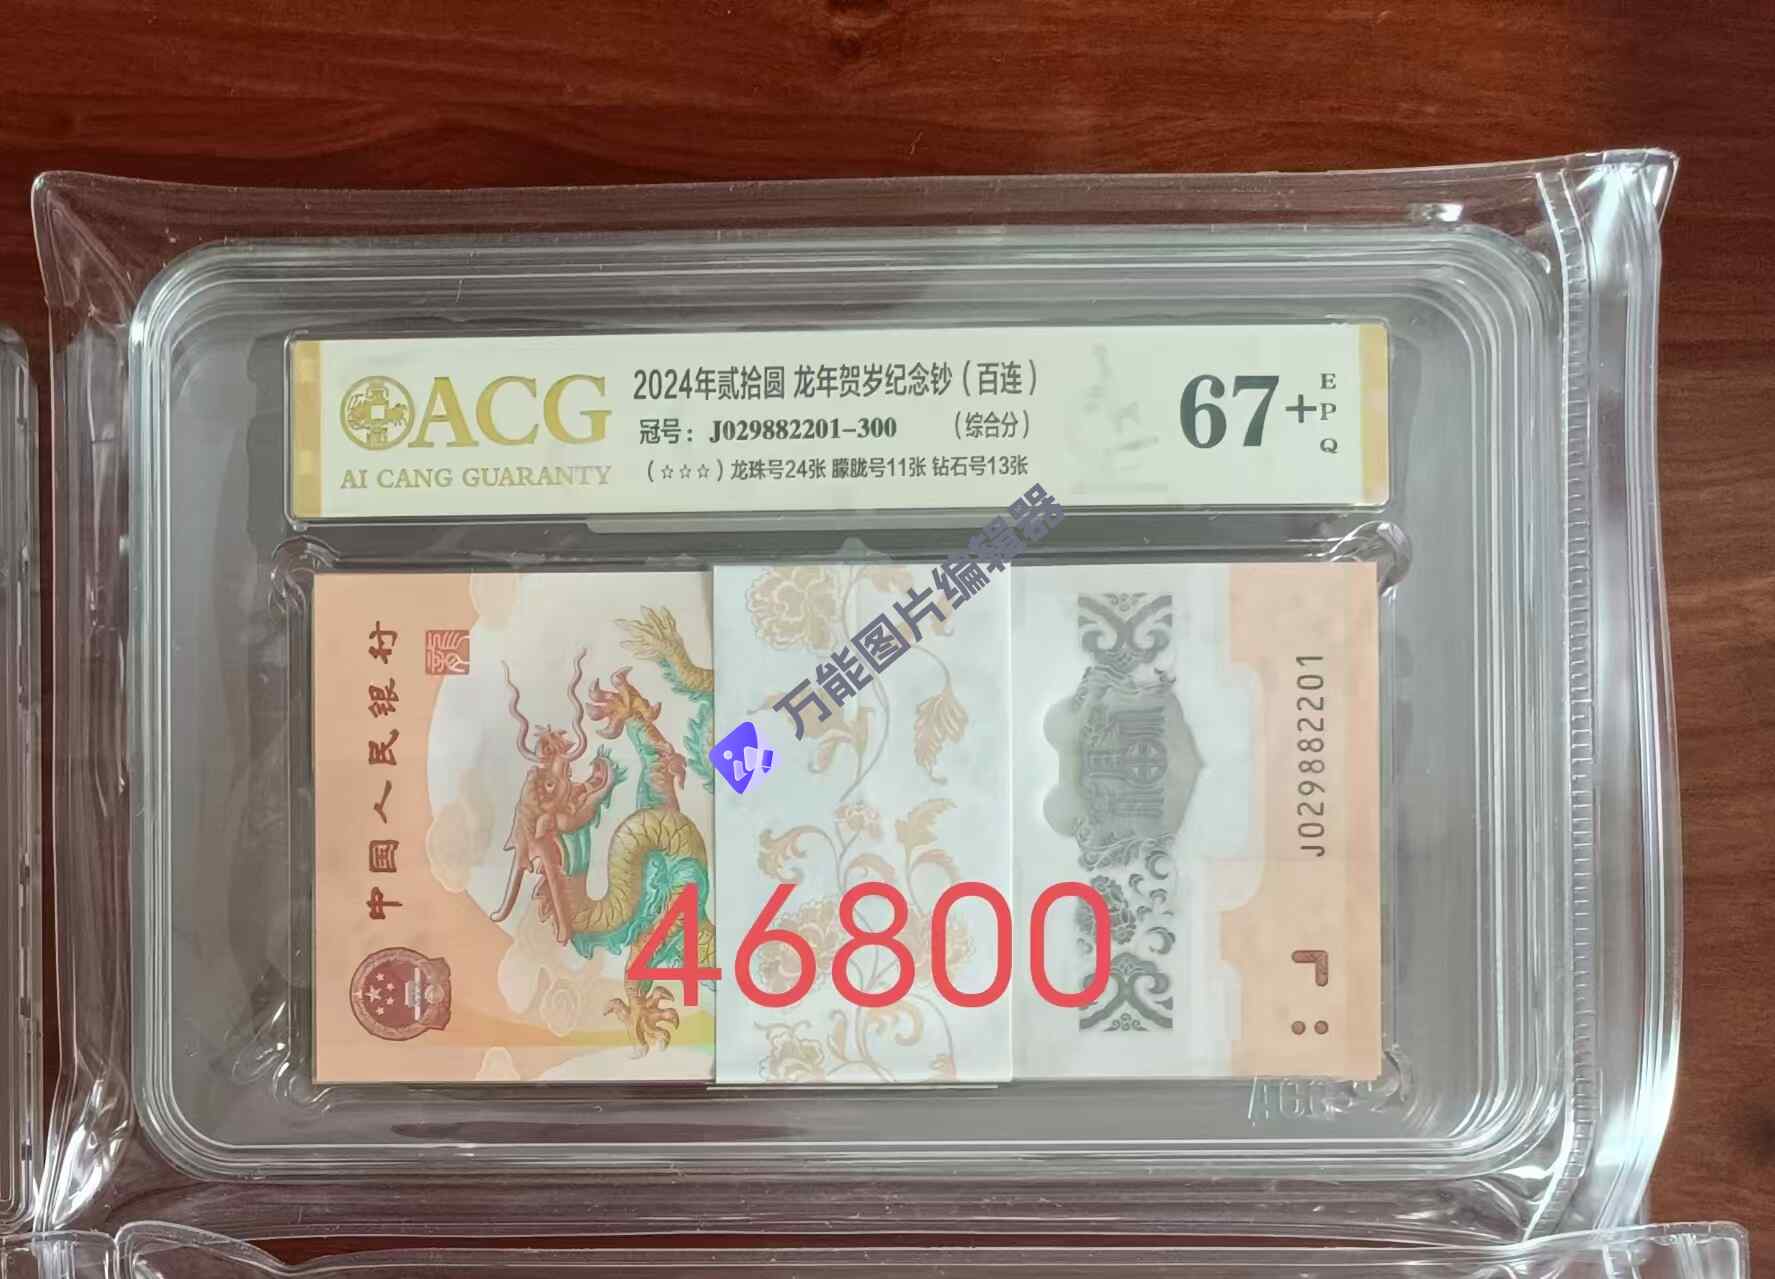 ACG
AI CANG GUARANTY
2024年贰拾圆 龙年贺岁纪念钞（百连）
冠号：J029882201-300 （综合分）
（☆☆☆）龙珠号24张 朦胧号11张 钻石号13张
67+
EPQ
万能图片编辑器
中国人民银行
J029882201
46800
ACG